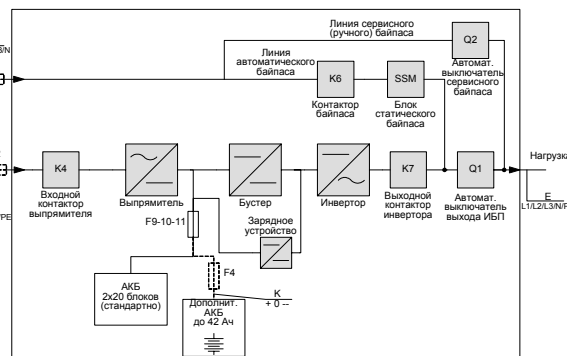 Линия сервисного
(ручного) байпаса
Q2
/N
Линия
автоматического
байпаса
Автомат.
выключатель
сервисного
байпаса
K6
SSM
Контактор
байпаса
Блок
статического
байпаса
Нагрузка
K4
K7
Q1
E
L1/L2/L3/N/P
/PE
Входной
контактор
выпрямителя
Выпрямитель
Бустер
Инвертор
Выходной
контактор
инвертора
Автомат.
выключатель
выхода ИБП
F9-10-11
Зарядное
устройство
F4
АКБ
2x20 блоков
(стандартно)
K
+ 0 --
Дополнит.
АКБ
до 42 Ач